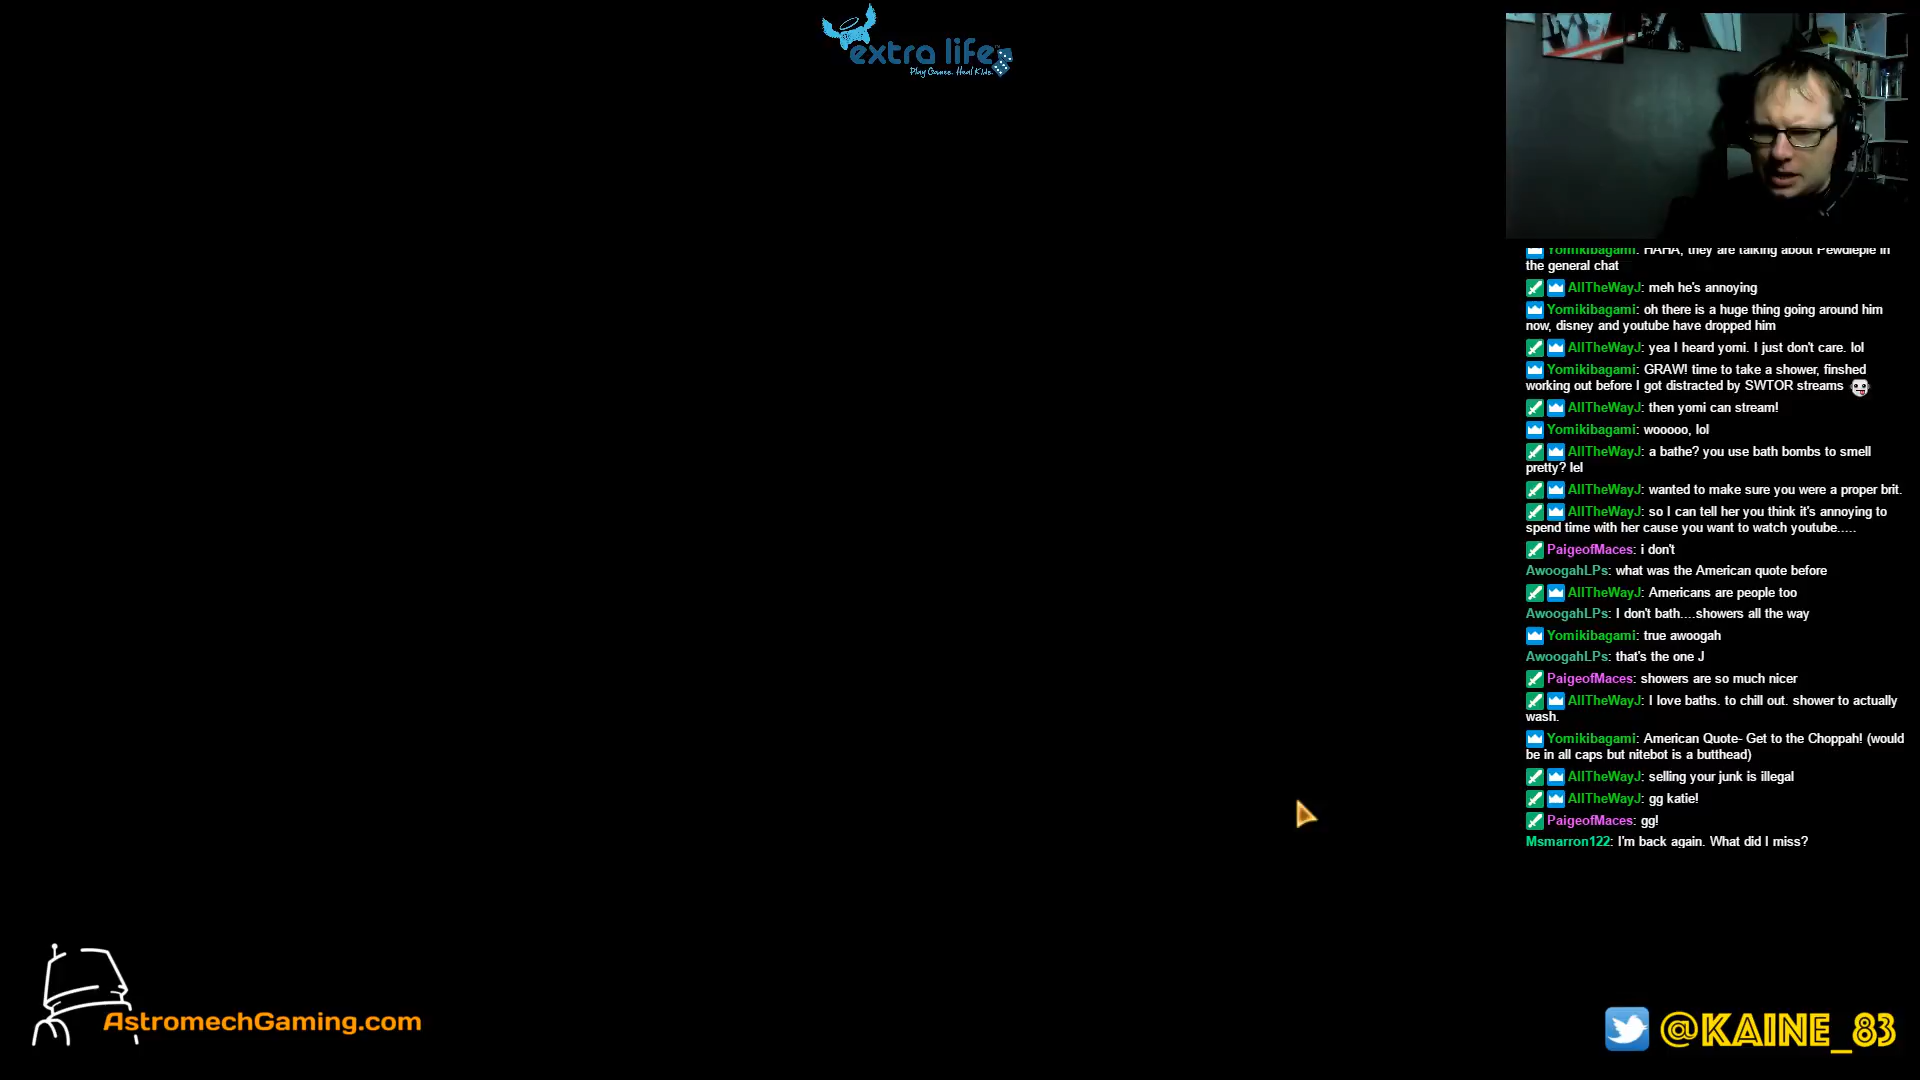 extra life
Play Games. Heal Kids.
Yomikibagami: HAHA, they are talking about Pewdiepie in
the general chat
AllTheWayJ: meh he's annoying
Yomikibagami: oh there is a huge thing going around him
now, disney and youtube have dropped him
AllTheWayJ: yea I heard yomi. I just don't care. lol
Yomikibagami: GRAW! time to take a shower, finshed
working out before I got distracted by SWTOR streams
AllTheWayJ: then yomi can stream!
Yomikibagami: wooooo, lol
AllTheWayJ: a bathe? you use bath bombs to smell
pretty? lel
AllTheWayJ: wanted to make sure you were a proper brit.
AllTheWayJ: so I can tell her you think it's annoying to
spend time with her cause you want to watch youtube.....
PaigeofMaces: i don't
AwoogahLPs: what was the American quote before
AllTheWayJ: Americans are people too
AwoogahLPs: I don't bath....showers all the way
Yomikibagami: true awoogah
AwoogahLPs: that's the one J
PaigeofMaces: showers are so much nicer
AllTheWayJ: I love baths. to chill out. shower to actually
wash.
Yomikibagami: American Quote- Get to the Choppah! (would
be in all caps but nitebot is a butthead)
AllTheWayJ: selling your junk is illegal
AllTheWayJ: gg katie!
PaigeofMaces: gg!
Msmarron122: I'm back again. What did I miss?
AstromechGaming.com
@KAINE_83